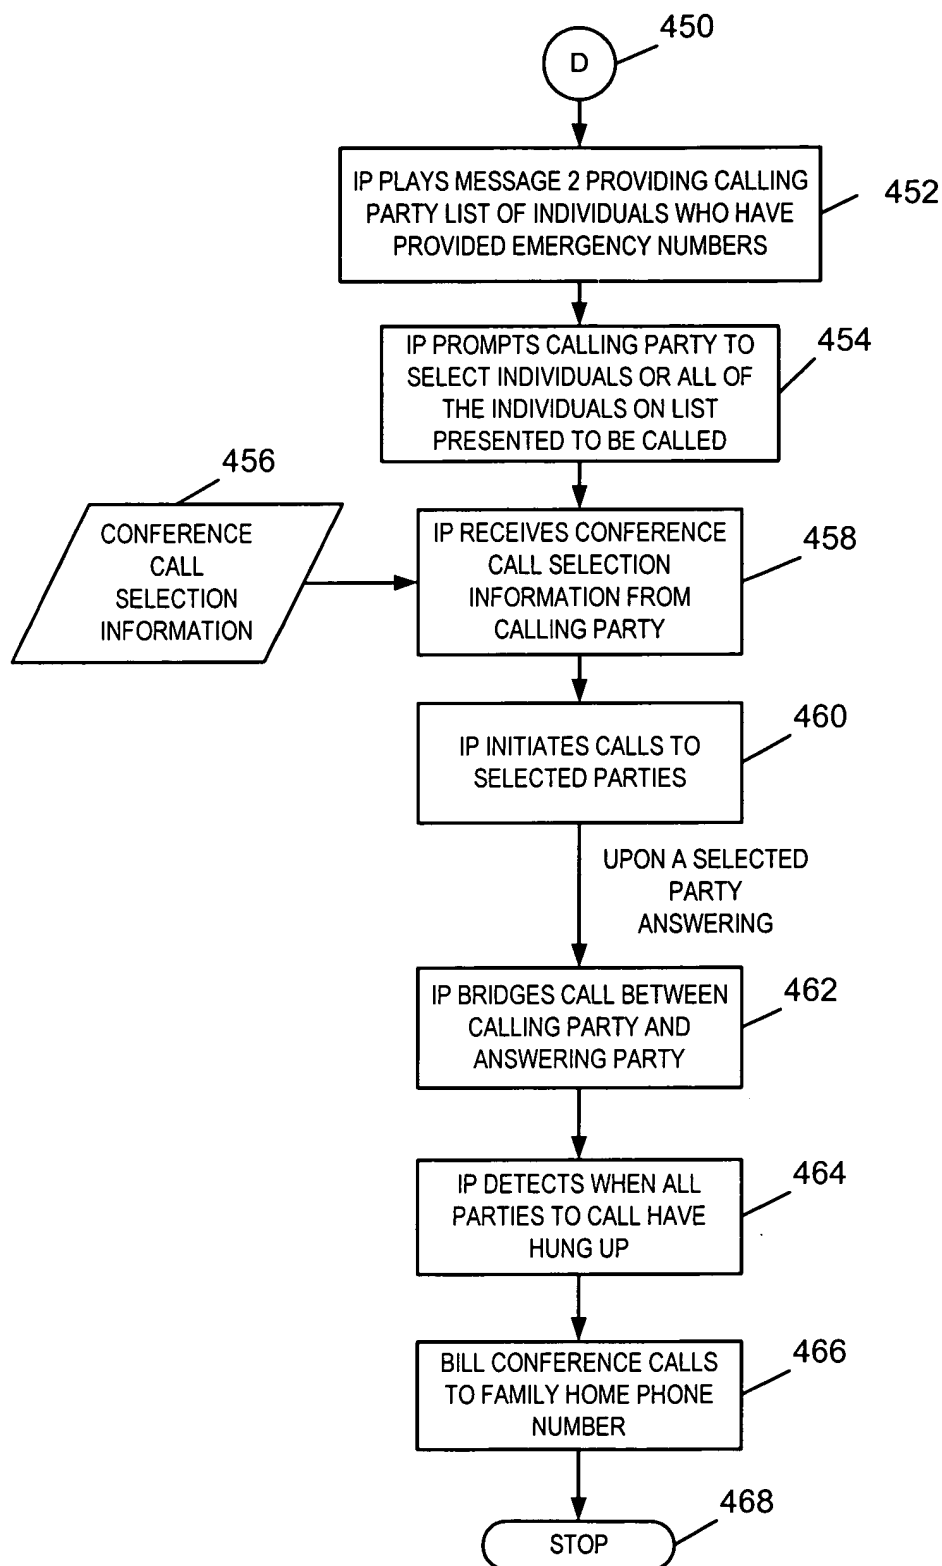 450
D
IP PLAYS MESSAGE 2 PROVIDING CALLING
PARTY LIST OF INDIVIDUALS WHO HAVE
PROVIDED EMERGENCY NUMBERS
452
IP PROMPTS CALLING PARTY TO
SELECT INDIVIDUALS OR ALL OF
THE INDIVIDUALS ON LIST
PRESENTED TO BE CALLED
454
456
CONFERENCE
CALL
SELECTION
INFORMATION
IP RECEIVES CONFERENCE
CALL SELECTION
INFORMATION FROM
CALLING PARTY
458
IP INITIATES CALLS TO
SELECTED PARTIES
460
UPON A SELECTED
PARTY
ANSWERING
IP BRIDGES CALL BETWEEN
CALLING PARTY AND
ANSWERING PARTY
462
IP DETECTS WHEN ALL
PARTIES TO CALL HAVE
HUNG UP
464
BILL CONFERENCE CALLS
TO FAMILY HOME PHONE
NUMBER
466
STOP
468